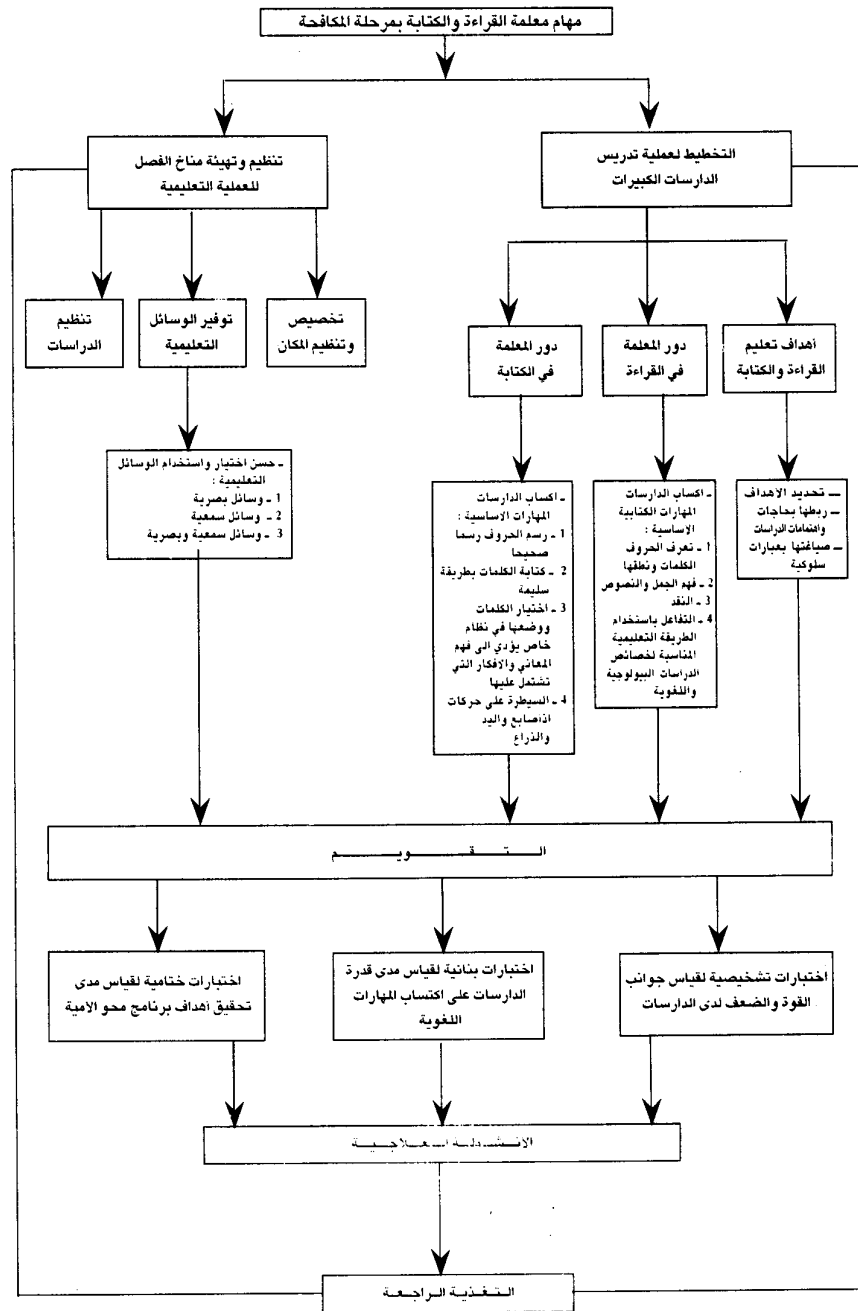 مهام معلمة القراءة والكتابة بمرحلة المكافحة
التخطيط لعملية تدريس
الدارسات الكبيرات
تنظيم وتهيئة مناخ الفصل
للعملية التعليمية
أهداف تعليم
القراءة والكتابة
دور المعلمة
في القراءة
دور المعلمة
في الكتابة
تخصيص
وتنظيم المكان
توفير الوسائل
التعليمية
تنظيم
الدراسات
ـ تحديد الاهداف
ـ ربطها بحاجات
واهتمامات الدراسات
ـ صياغتها بعبارات
سلوكية
ـ اكساب الدارسات
المهارات الكتابية
الاساسية :
1 ـ تعرف الحروف
الكلمات ونطقها
2 ـ فهم الجمل والنصوص
3 ـ النقد
4 ـ التفاعل باستخدام
الطريقة التعليمية
المناسبة لخصائص
الدراسات البيولوجية
واللغوية
ـ اكساب الدارسات
المهارات الاساسية :
1 ـ رسم الحروف رسما
صحيحا
2 ـ كتابة الكلمات بطريقة
سليمة
3 ـ اختيار الكلمات
ووضعها في نظام
خاص يؤدي الى فهم
المعاني والافكار التي
تشتمل عليها
4 ـ السيطرة على حركات
اذأصابع واليد
والذراع
ـ حسن اختيار واستخدام الوسائل
التعليمية :
1 ـ وسائل بصرية
2 ـ وسائل سمعية
3 ـ وسائل سمعية وبصرية
التـقـويـم
اختبارات تشخيصية لقياس جوانب
القوة والضعف لدى الدارسات
اختبارات بنائية لقياس مدى قدرة
الدارسات على اكتساب المهارات
اللغوية
اختبارات ختامية لقياس مدى
تحقيق أهداف برنامج محو الامية
الانشطة العلاجية
التغذية الراجعة